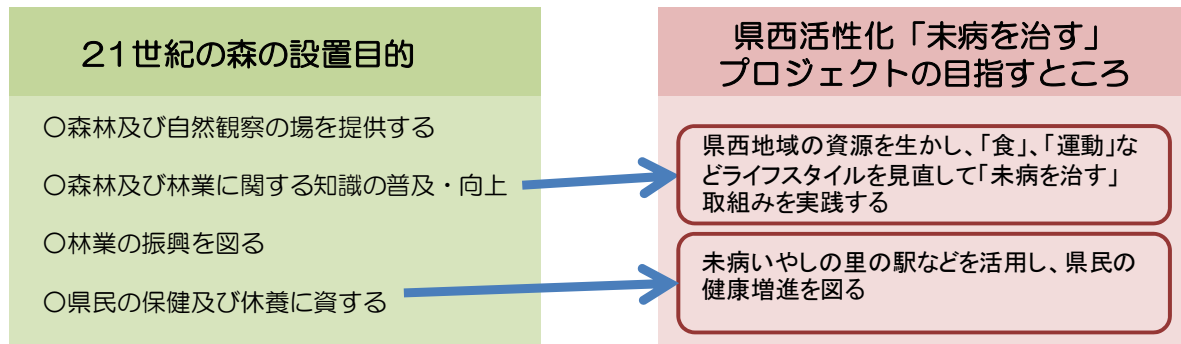 21世紀の森の設置目的
〇森林及び自然観察の場を提供する
〇森林及び林業に関する知識の普及・向上
〇林業の振興を図る
〇県民の保健及び休養に資する
県西活性化「未病を治す」
プロジェクトの目指すところ
県西地域の資源を生かし、「食」、「運動」な
どライフスタイルを見直して「未病を治す」
取組みを実践する
未病いやしの里の駅などを活用し、県民の
健康増進を図る